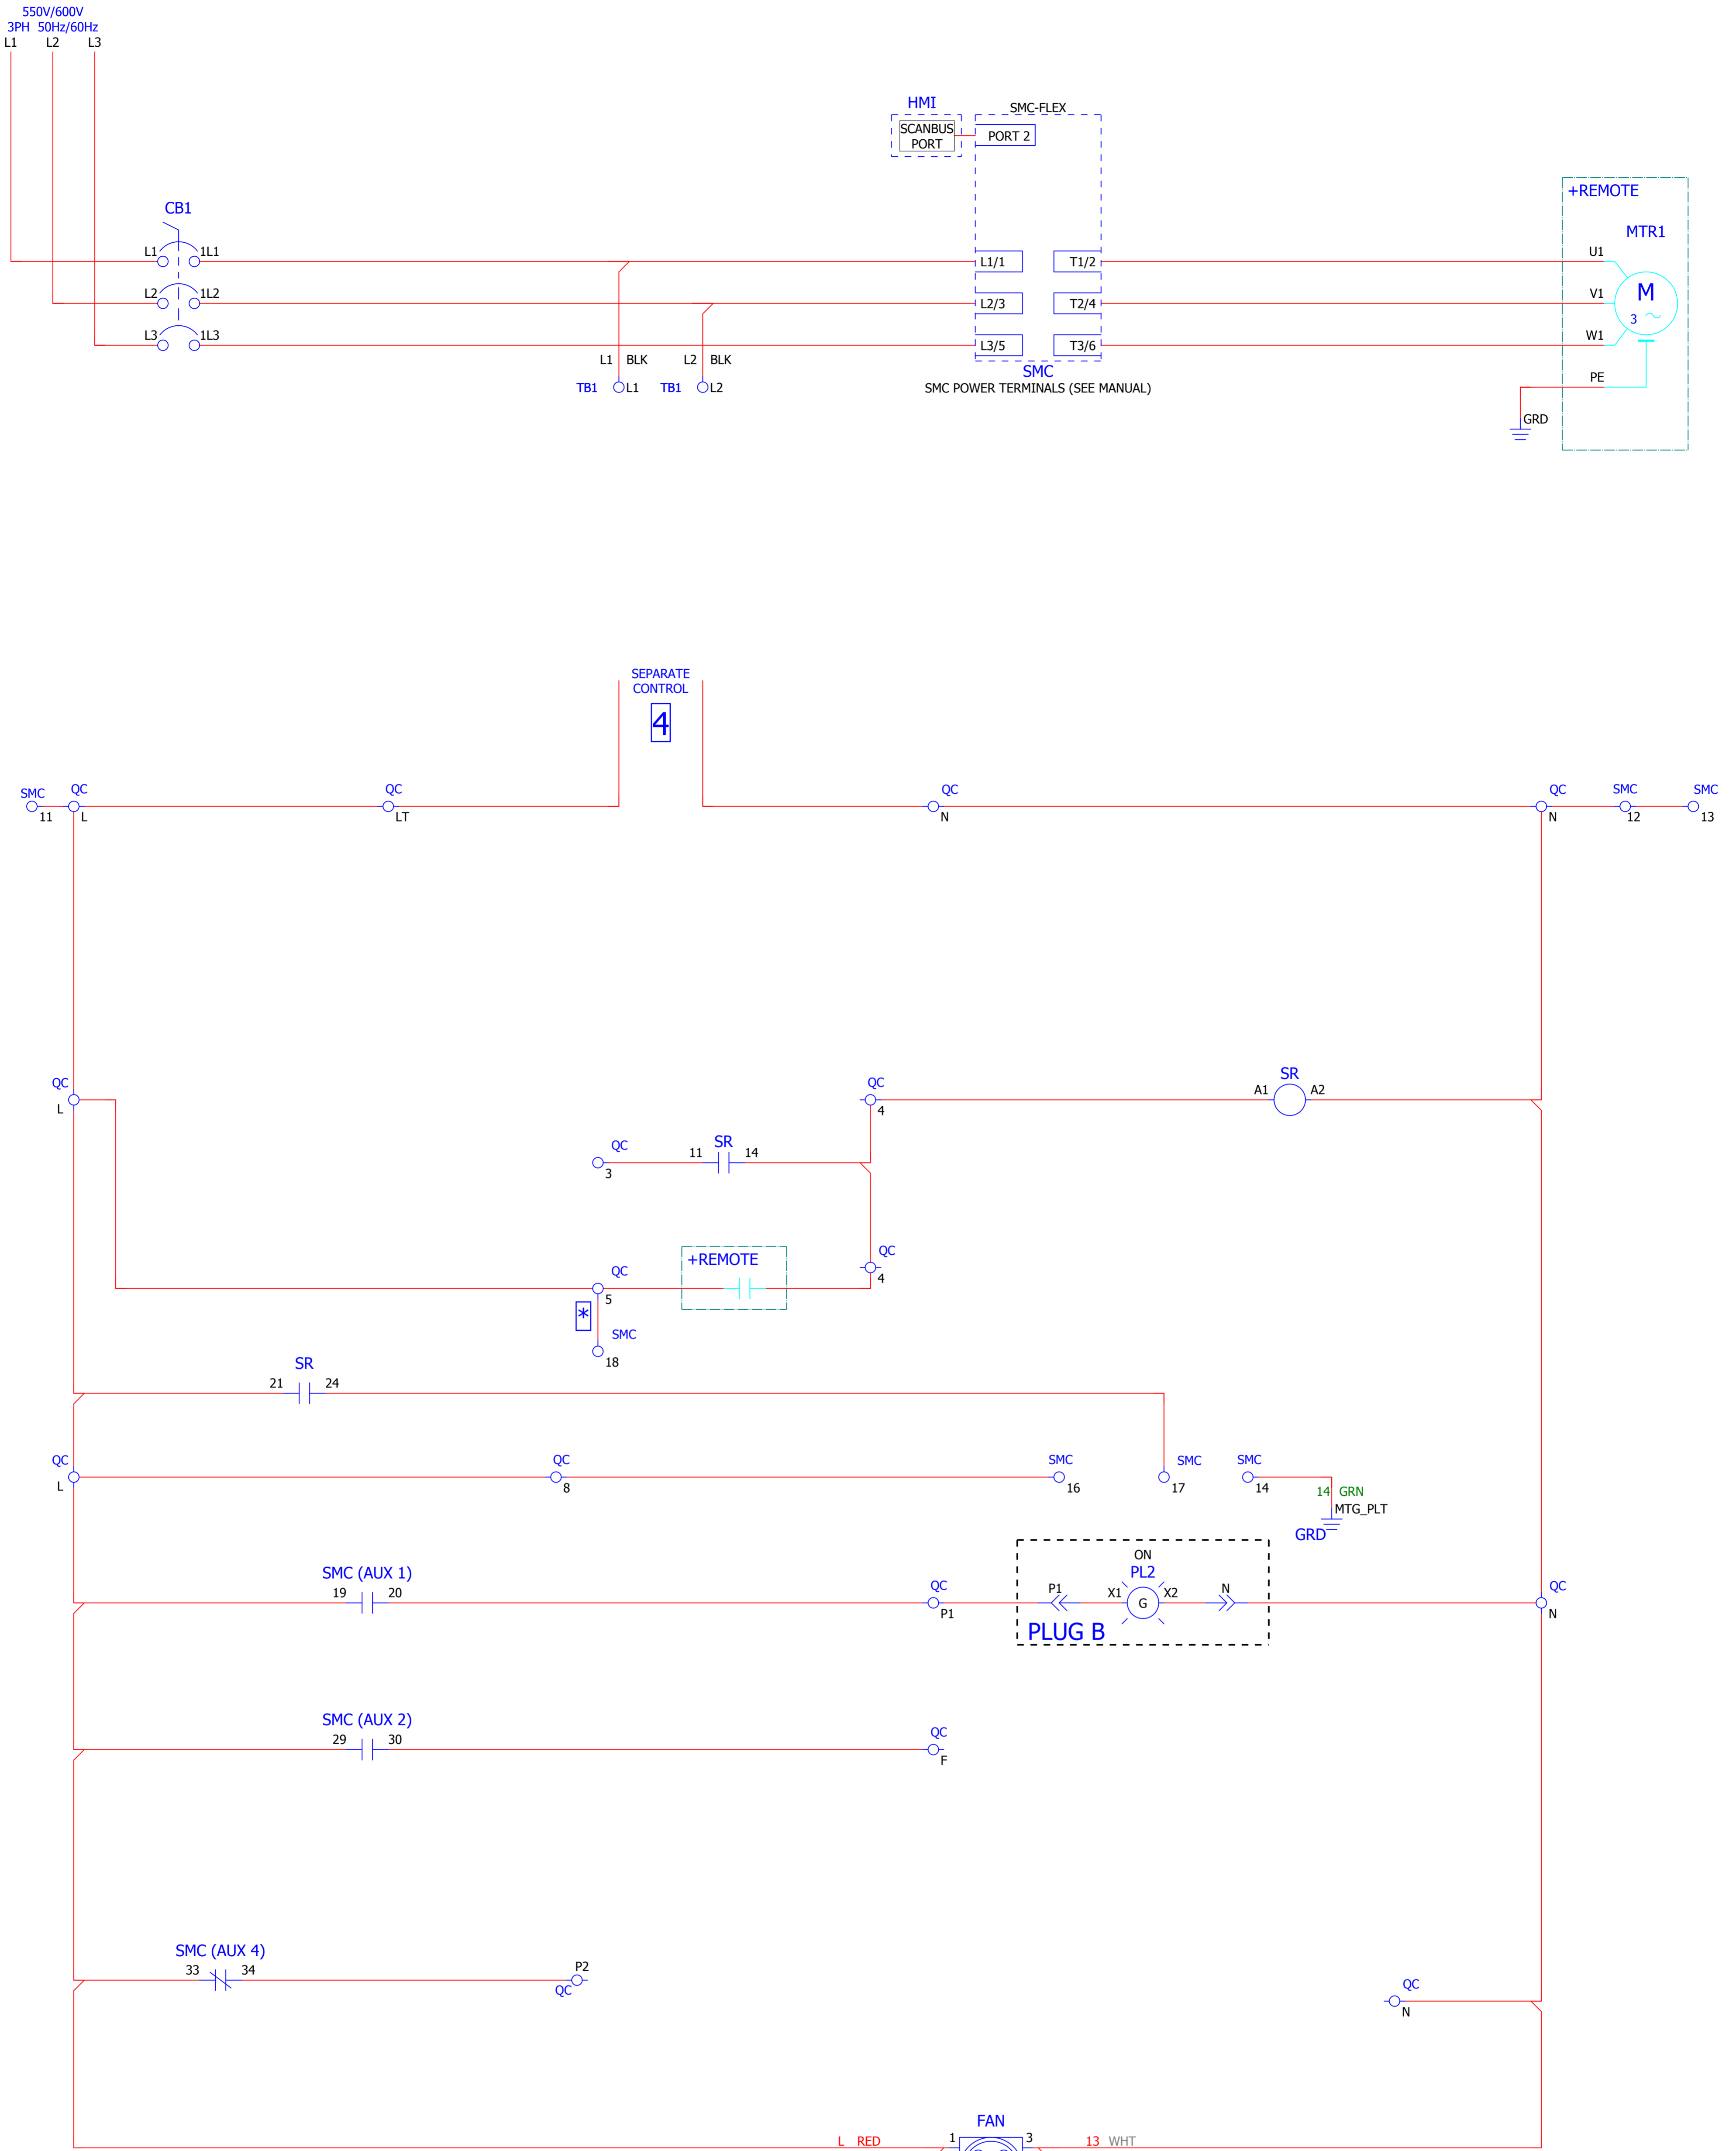 550V/600V
3PH 50Hz/60Hz
L1 L2 L3
HMI
SMC-FLEX
SCANBUS
PORT
PORT 2
+REMOTE
CB1
MTR1
L1 1L1
L1/1 T1/2
U1
L2 1L2
L2/3 T2/4
V1
M
3
L3 1L3
L3/5 T3/6
W1
L1 BLK L2 BLK
SMC
TB1 L1 TB1 L2
SMC POWER TERMINALS (SEE MANUAL)
PE
GRD
SEPARATE
CONTROL
4
SMC QC QC QC QC SMC SMC
11 L LT N N 12 13
QC QC SR
A1 A2
L 4
QC SR
11 14
3
QC
+REMOTE
4
QC
5
*
SMC
18
SR
21 24
QC QC SMC SMC SMC
L 8 16 17 14
14 GRN
MTG_PLT
GRD
ON
SMC (AUX 1)
PL2
19 20
QC P1 X1 X2 N QC
G
P1 N
PLUG B
SMC (AUX 2)
29 30
QC
F
SMC (AUX 4)
33 34
P2
QC
QC
N
FAN
L RED 1 3 13 WHT